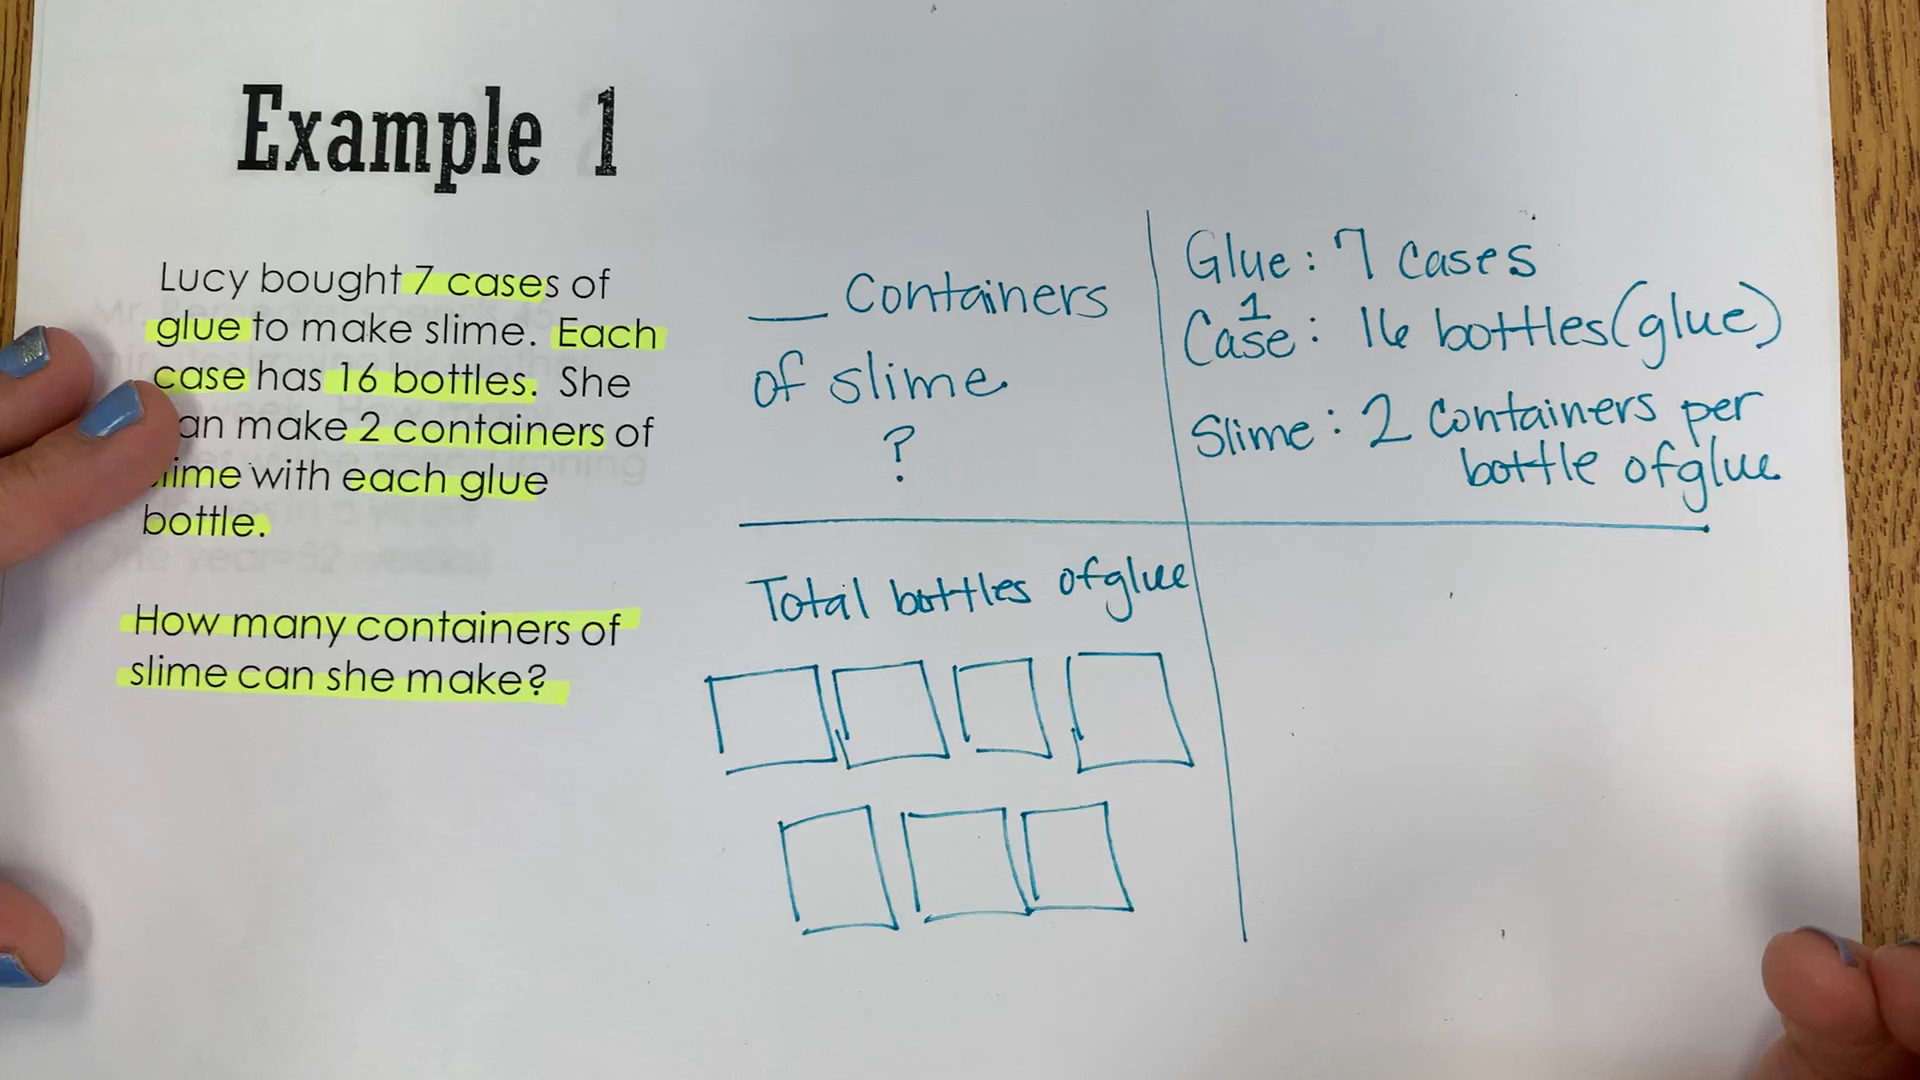 Example 1
Lucy bought 7 cases of
glue to make slime. Each
case has 16 bottles. She
an make 2 containers of
lime with each glue
bottle.
How many containers of
slime can she make?
__ Containers
of slime
?
Glue: 7 cases
1
Case: 16 bottles (glue)
Slime: 2 containers per
bottle of glue
Total bottles of glue